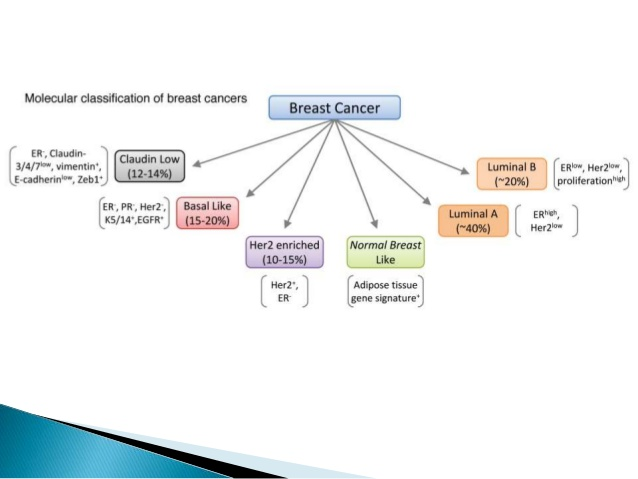 Molecular classification of breast cancers
Breast Cancer
ER⁻, Claudin-
3/4/7ˡᵒʷ, vimentin⁺,
E-cadherinˡᵒʷ, Zeb1⁺
Claudin Low
(12-14%)
ER⁻, PR⁻, Her2⁻,
K5/14⁺,EGFR⁺
Basal Like
(15-20%)
Her2 enriched
(10-15%)
Her2⁺,
ER⁻
Normal Breast
Like
Adipose tissue
gene signature⁺
Luminal A
(~40%)
ERʰⁱᵍʰ,
Her2ˡᵒʷ
Luminal B
(~20%)
ERˡᵒʷ, Her2ˡᵒʷ,
proliferationʰⁱᵍʰ